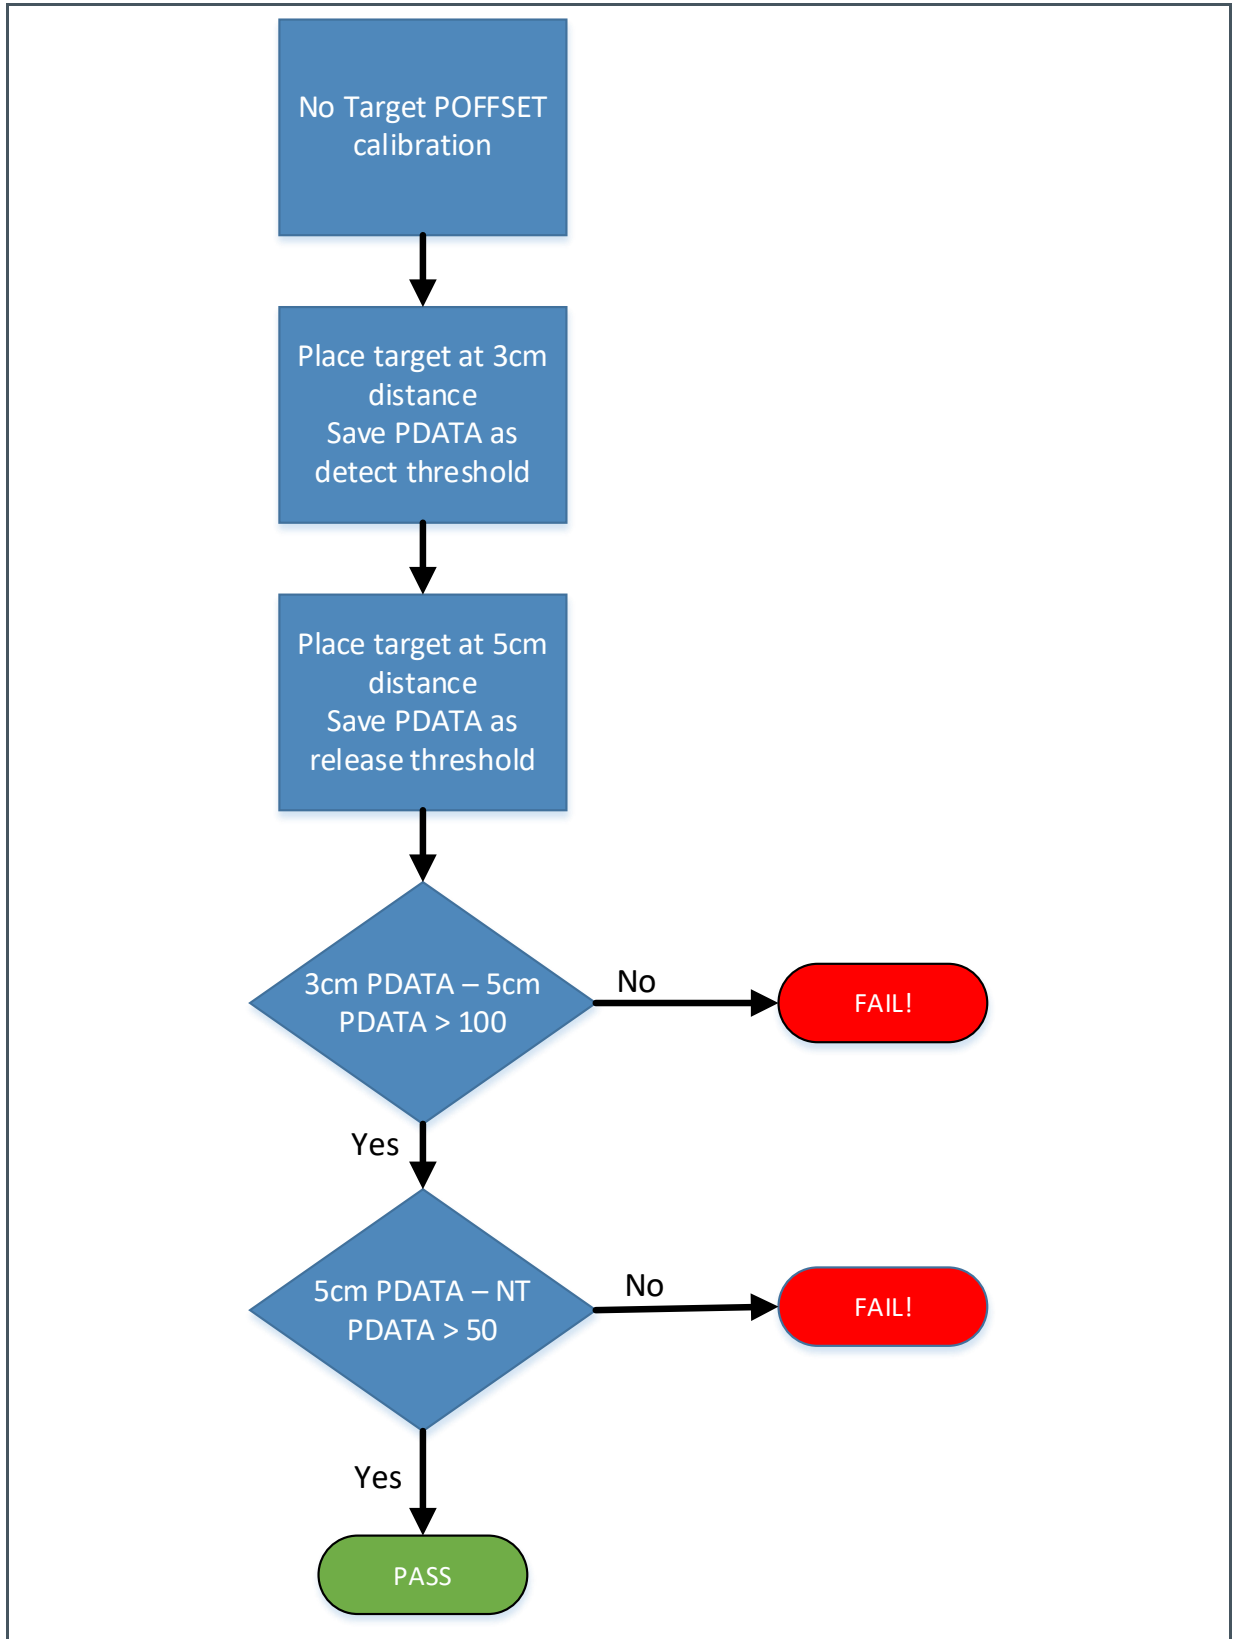 No Target POFFSET
calibration
Place target at 3cm
distance
Save PDATA as
detect threshold
Place target at 5cm
distance
Save PDATA as
release threshold
3cm PDATA – 5cm
PDATA > 100
No
FAIL!
Yes
5cm PDATA – NT
PDATA > 50
No
FAIL!
Yes
PASS